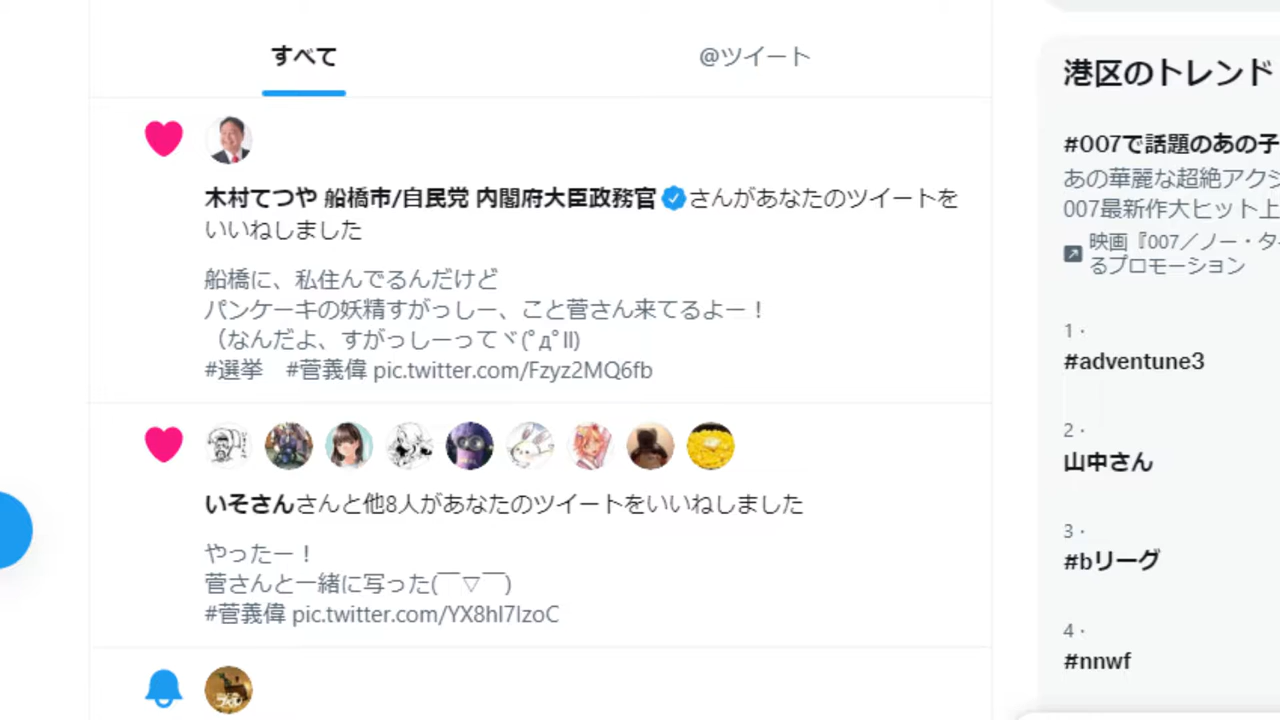 すべて
@ツイート
木村てつや 船橋市/自民党 内閣府大臣政務官さんがあなたのツイートを
いいねしました
船橋に、私住んでるんだけど
パンケーキの妖精すがっしー、こと菅さん来てるよー！
（なんだよ、すがっしーってヾ(ﾟдﾟll)
#選挙　#菅義偉 pic.twitter.com/Fzyz2MQ6fb
いそさんさんと他8人があなたのツイートをいいねしました
やったー！
菅さんと一緒に写った(￣▽￣)
#菅義偉 pic.twitter.com/YX8hl7lzoC
港区のトレンド
#007で話題のあの子
あの華麗な超絶アクシ
007最新作大ヒット上
映画『007／ノー・タ
るプロモーション
1 ·
#adventune3
2 ·
山中さん
3 ·
#bリーグ
4 ·
#nnwf